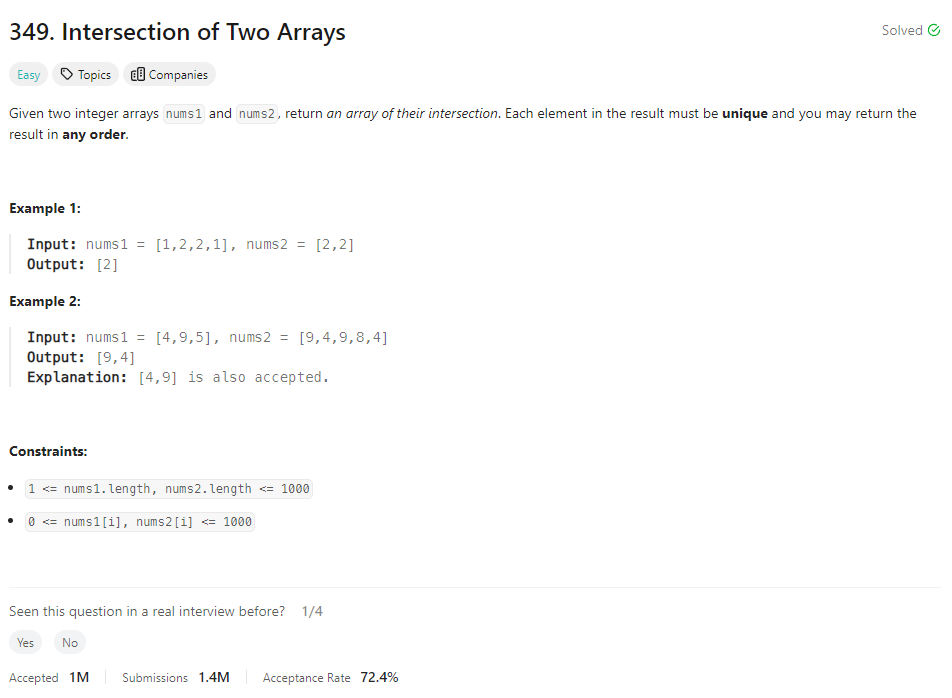 349. Intersection of Two Arrays
Solved
Easy
Topics
Companies
Given two integer arrays nums1 and nums2, return an array of their intersection. Each element in the result must be unique and you may return the
result in any order.
Example 1:
Input: nums1 = [1,2,2,1], nums2 = [2,2]
Output: [2]
Example 2:
Input: nums1 = [4,9,5], nums2 = [9,4,9,8,4]
Output: [9,4]
Explanation: [4,9] is also accepted.
Constraints:
• 1 <= nums1.length, nums2.length <= 1000
• 0 <= nums1[i], nums2[i] <= 1000
Seen this question in a real interview before? 1/4
Yes No
Accepted 1M Submissions 1.4M Acceptance Rate 72.4%